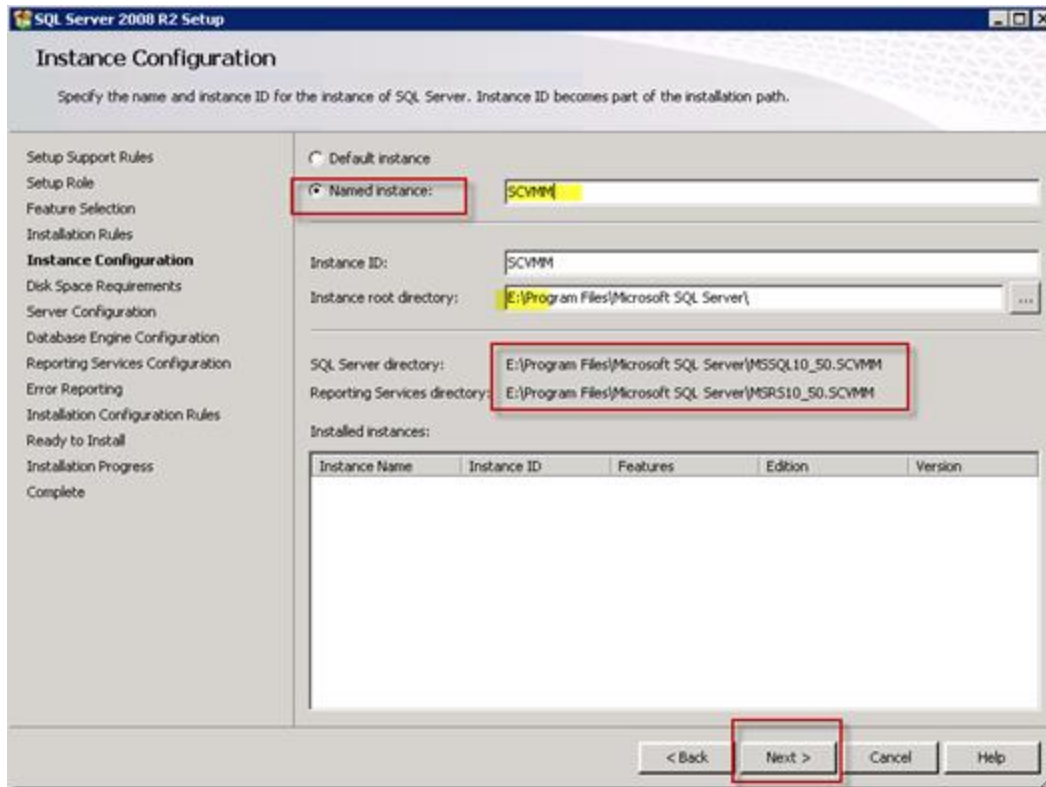 SQL Server 2008 R2 Setup
Instance Configuration
Specify the name and instance ID for the instance of SQL Server. Instance ID becomes part of the installation path.
Setup Support Rules
Setup Role
Feature Selection
Installation Rules
Instance Configuration
Disk Space Requirements
Server Configuration
Database Engine Configuration
Reporting Services Configuration
Error Reporting
Installation Configuration Rules
Ready to Install
Installation Progress
Complete
Default instance
Named instance: SCVMM
Instance ID: SCVMM
Instance root directory: E:\Program Files\Microsoft SQL Server\ ...
SQL Server directory: E:\Program Files\Microsoft SQL Server\MSSQL10_50.SCVMM
Reporting Services directory: E:\Program Files\Microsoft SQL Server\MSRS10_50.SCVMM
Installed instances:
Instance Name Instance ID Features Edition Version
< Back Next > Cancel Help